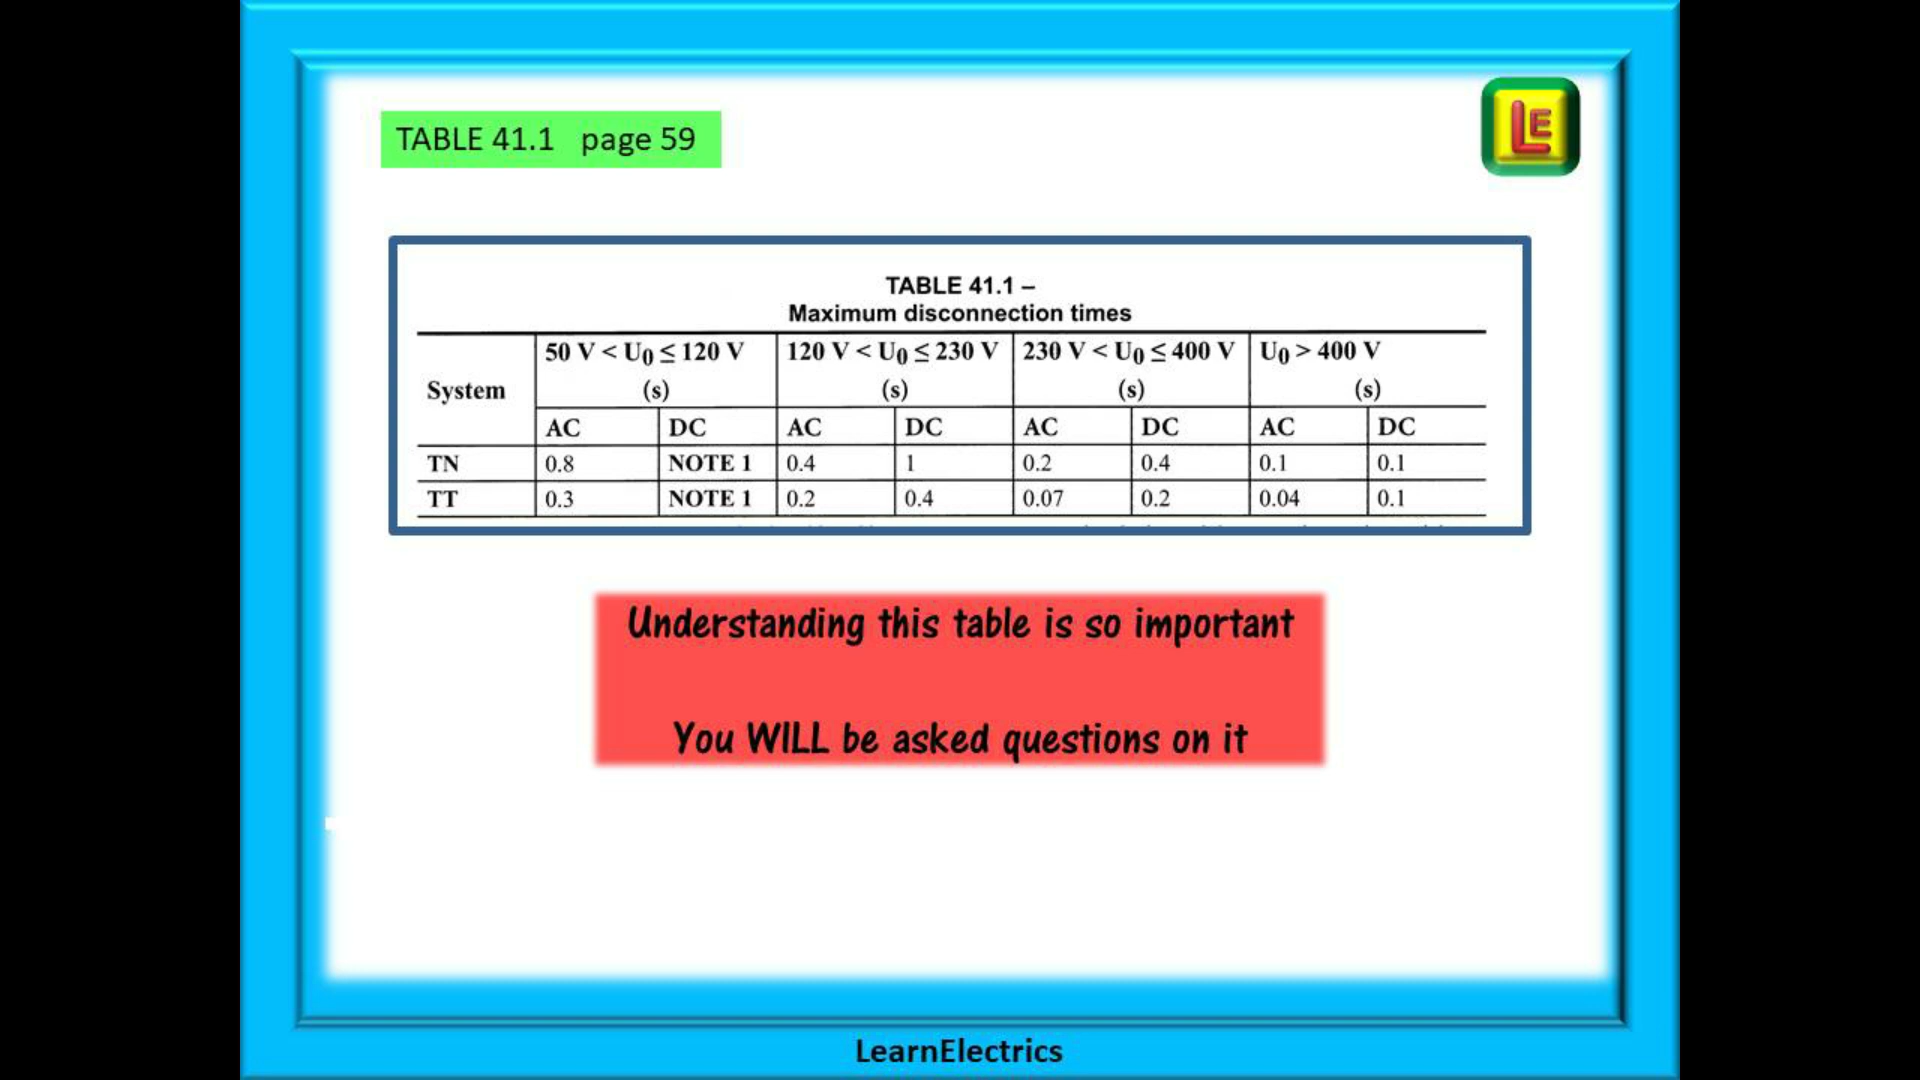 TABLE 41.1 page 59
LE
TABLE 41.1 –
Maximum disconnection times
System 50 V < U0 ≤ 120 V 120 V < U0 ≤ 230 V 230 V < U0 ≤ 400 V U0 > 400 V
(s) (s) (s) (s)
AC DC AC DC AC DC AC DC
TN 0.8 NOTE 1 0.4 1 0.2 0.4 0.1 0.1
TT 0.3 NOTE 1 0.2 0.4 0.07 0.2 0.04 0.1
Understanding this table is so important
You WILL be asked questions on it
LearnElectrics